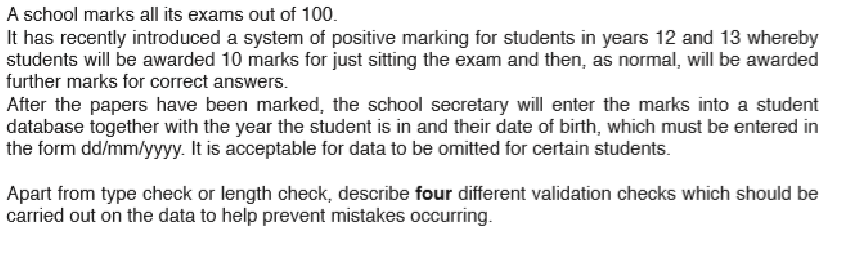 A school marks all its exams out of 100.
It has recently introduced a system of positive marking for students in years 12 and 13 whereby
students will be awarded 10 marks for just sitting the exam and then, as normal, will be awarded
further marks for correct answers.
After the papers have been marked, the school secretary will enter the marks into a student
database together with the year the student is in and their date of birth, which must be entered in
the form dd/mm/yyyy. It is acceptable for data to be omitted for certain students.
Apart from type check or length check, describe four different validation checks which should be
carried out on the data to help prevent mistakes occurring.